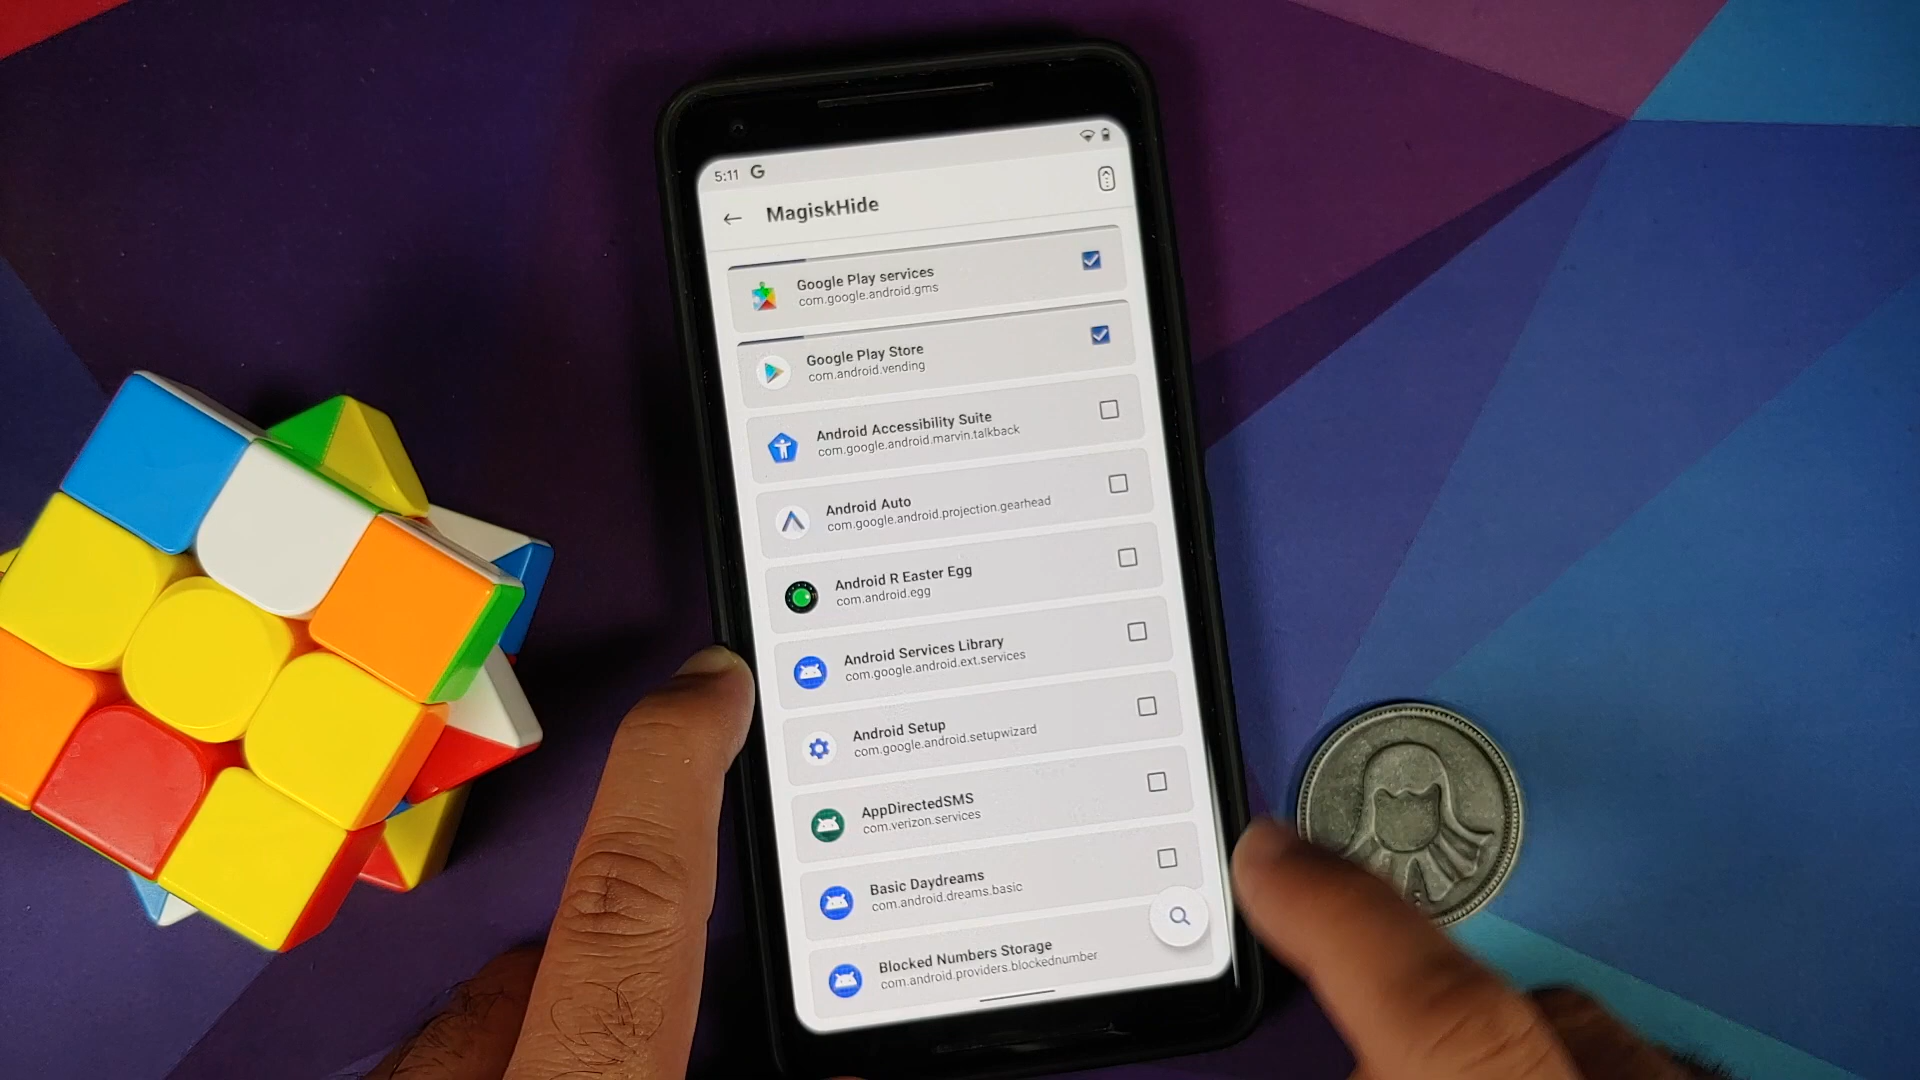 5:11 G
MagiskHide
Google Play services
com.google.android.gms
Google Play Store
com.android.vending
Android Accessibility Suite
com.google.android.marvin.talkback
Android Auto
com.google.android.projection.gearhead
Android R Easter Egg
com.android.egg
Android Services Library
com.google.android.ext.services
Android Setup
com.google.android.setupwizard
AppDirectedSMS
com.verizon.services
Basic Daydreams
com.android.dreams.basic
Blocked Numbers Storage
com.android.providers.blockednumber